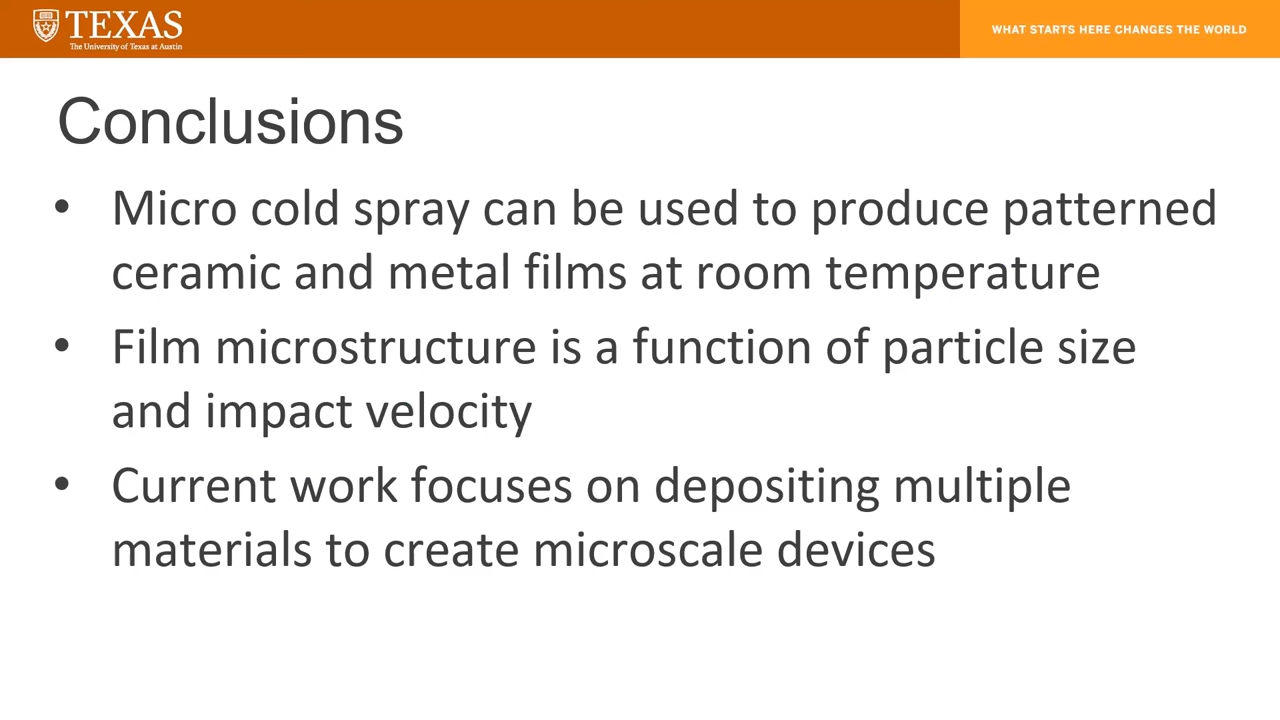 TEXAS
The University of Texas at Austin
WHAT STARTS HERE CHANGES THE WORLD
Conclusions
• Micro cold spray can be used to produce patterned
ceramic and metal films at room temperature
• Film microstructure is a function of particle size
and impact velocity
• Current work focuses on depositing multiple
materials to create microscale devices